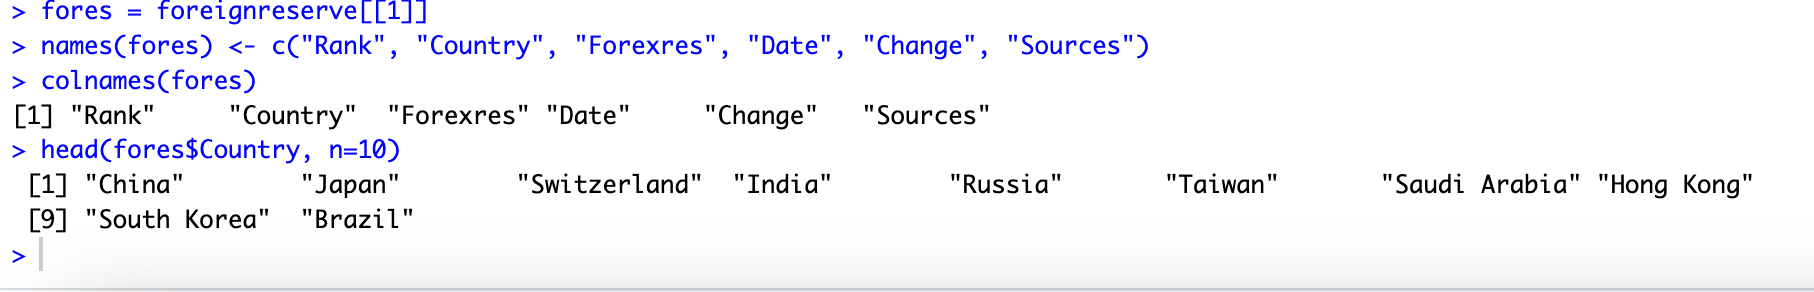 > fores = foreignreserve[[1]]
> names(fores) <- c("Rank", "Country", "Forexres", "Date", "Change", "Sources")
> colnames(fores)
[1] "Rank"     "Country"  "Forexres" "Date"     "Change"   "Sources"
> head(fores$Country, n=10)
 [1] "China"        "Japan"        "Switzerland"  "India"        "Russia"       "Taiwan"       "Saudi Arabia" "Hong Kong"
 [9] "South Korea"  "Brazil"
>